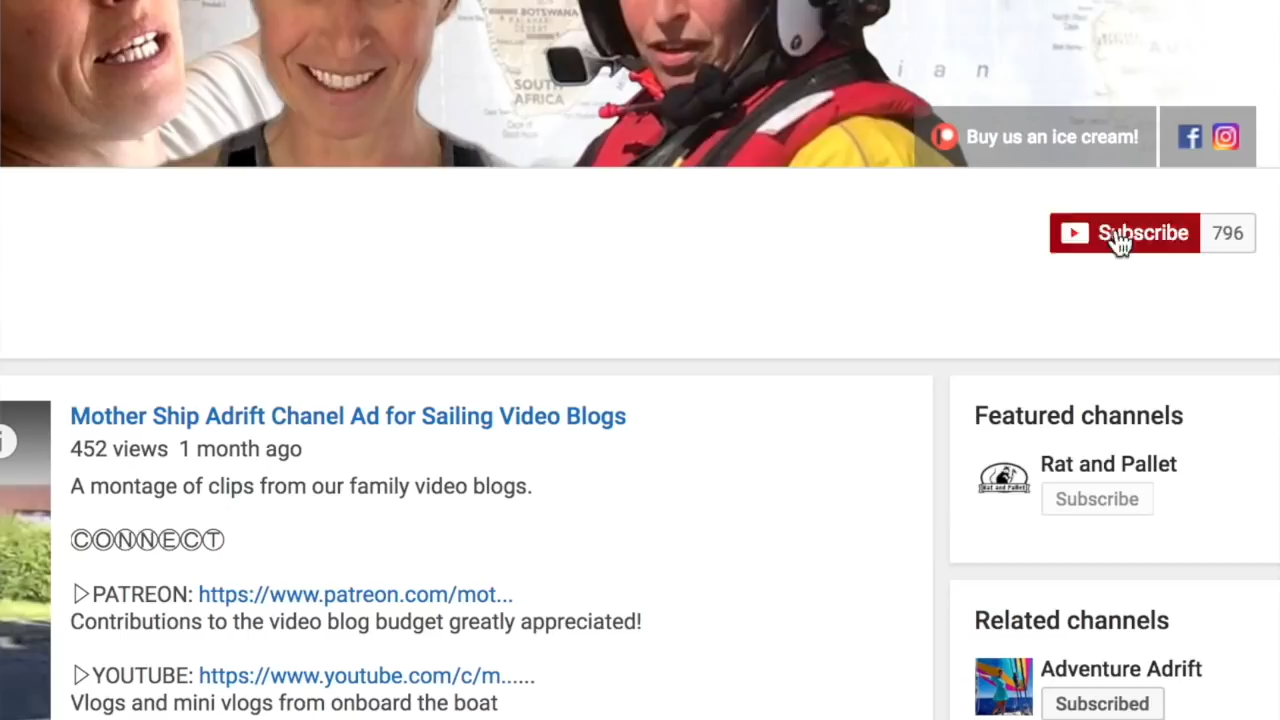 BOTSWANA
SOUTH
AFRICA
i a n
Buy us an ice cream!
Subscribe 796
Mother Ship Adrift Chanel Ad for Sailing Video Blogs
452 views 1 month ago
A montage of clips from our family video blogs.
ⒸⓄⓃⓃⒺⒸⓉ
▷PATREON: https://www.patreon.com/mot...
Contributions to the video blog budget greatly appreciated!
▷YOUTUBE: https://www.youtube.com/c/m......
Vlogs and mini vlogs from onboard the boat
Featured channels
Rat and Pallet
Rat and Pallet
Subscribe
Related channels
Adventure Adrift
Subscribed